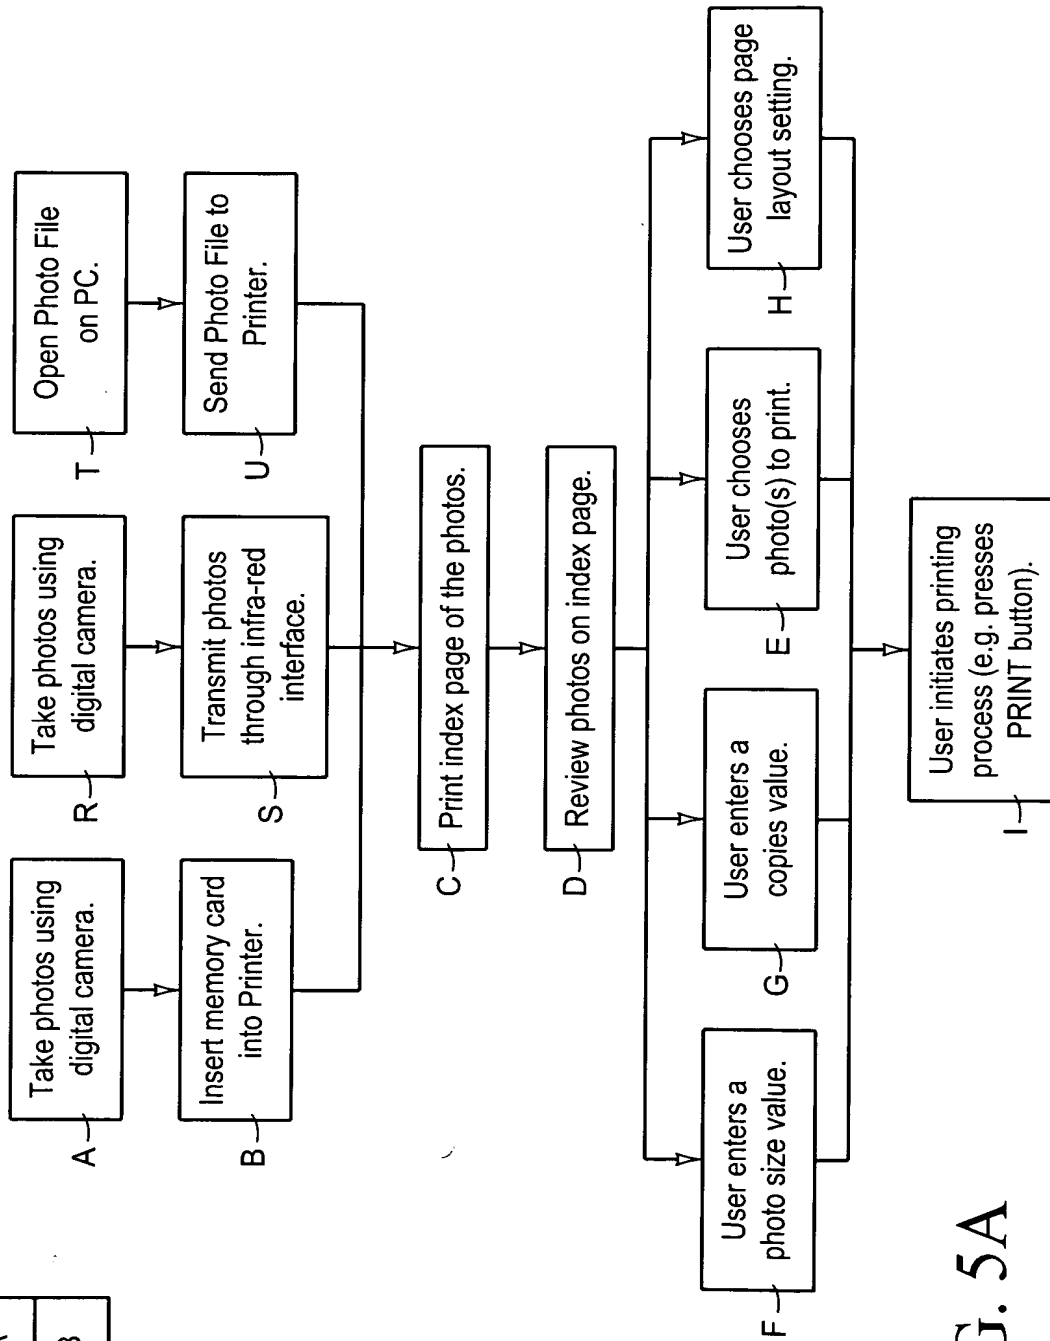 A
Take photos using
digital camera.
B
Insert memory card
into Printer.
R
Take photos using
digital camera.
S
Transmit photos
through infra-red
interface.
T
Open Photo File
on PC.
U
Send Photo File to
Printer.
C
Print index page of the photos.
D
Review photos on index page.
F
User enters a
photo size value.
G
User enters a
copies value.
E
User chooses
photo(s) to print.
H
User chooses page
layout setting.
I
User initiates printing
process (e.g. presses
PRINT button).
G. 5A